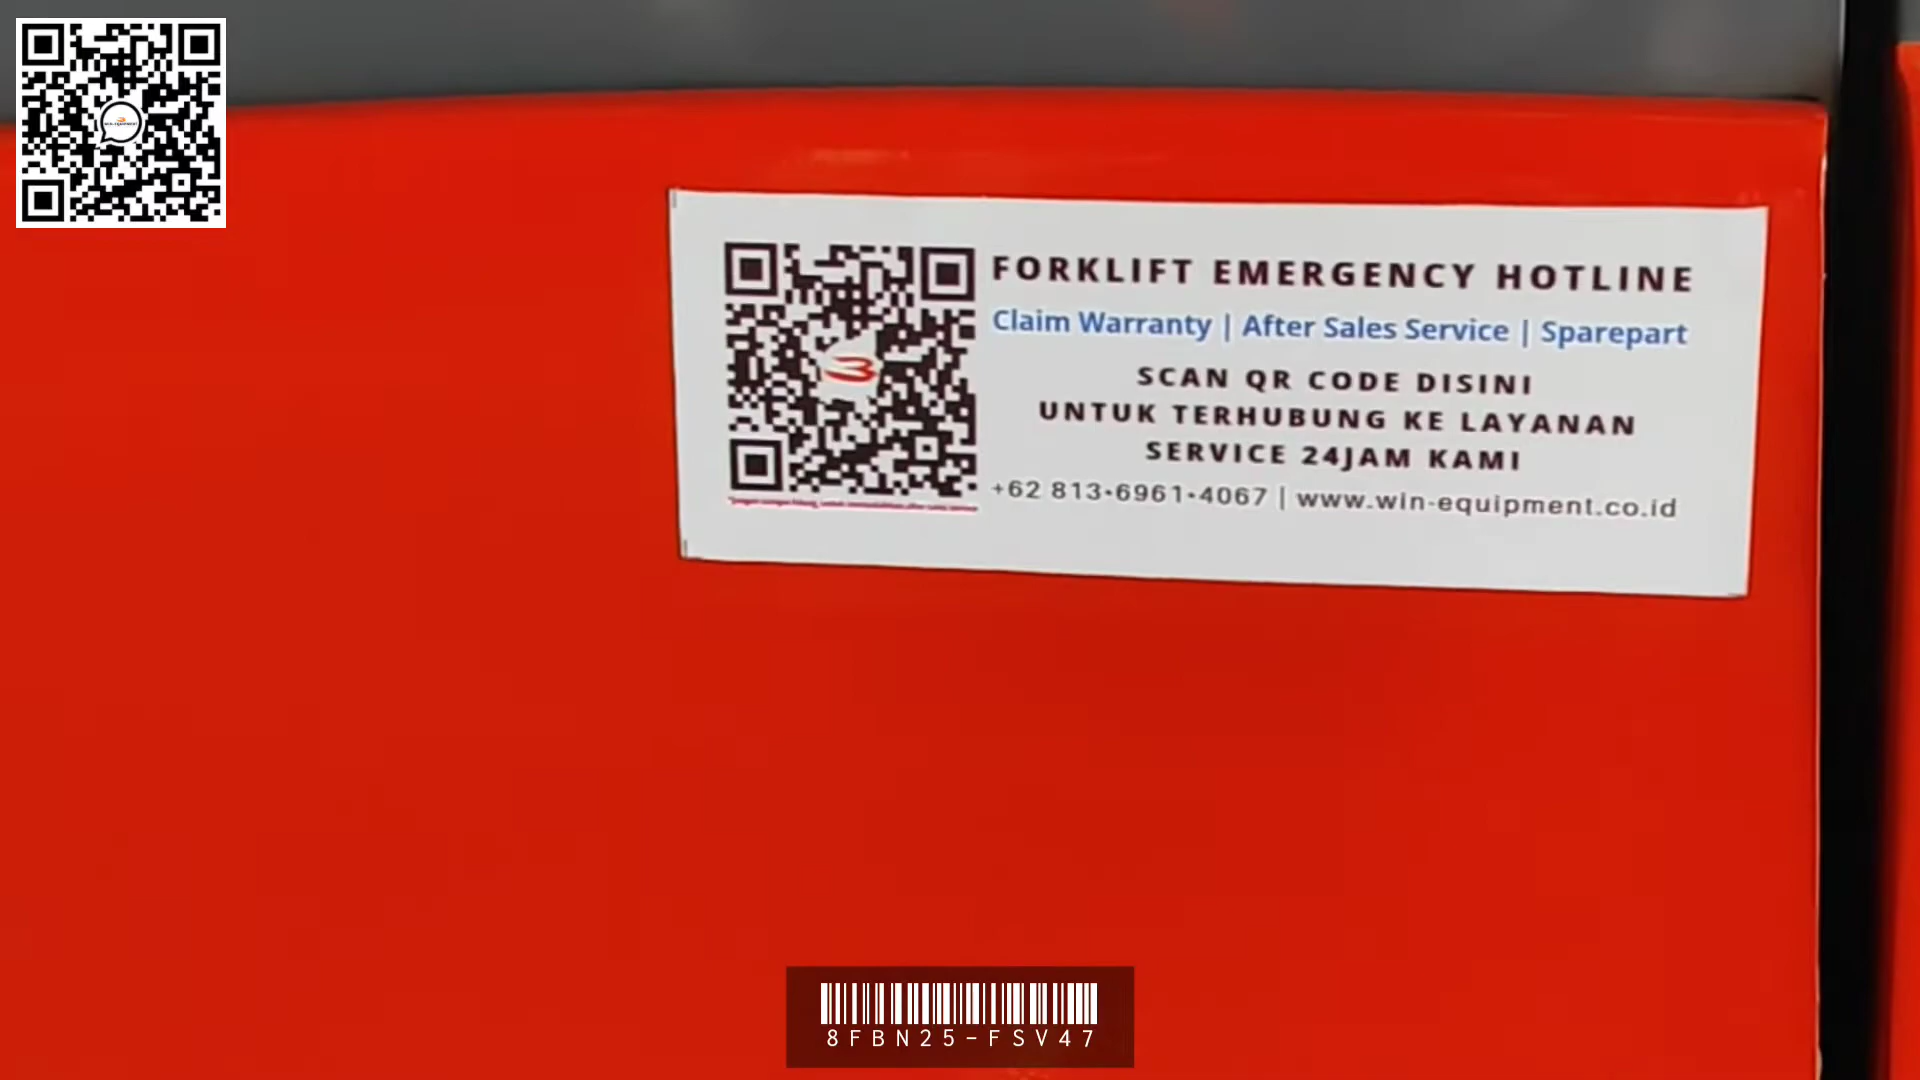 FORKLIFT EMERGENCY HOTLINE
Claim Warranty | After Sales Service | Sparepart
SCAN QR CODE DISINI
UNTUK TERHUBUNG KE LAYANAN
SERVICE 24JAM KAMI
+62 813-6961-4067 | www.win-equipment.co.id
8FBN25-FSV47